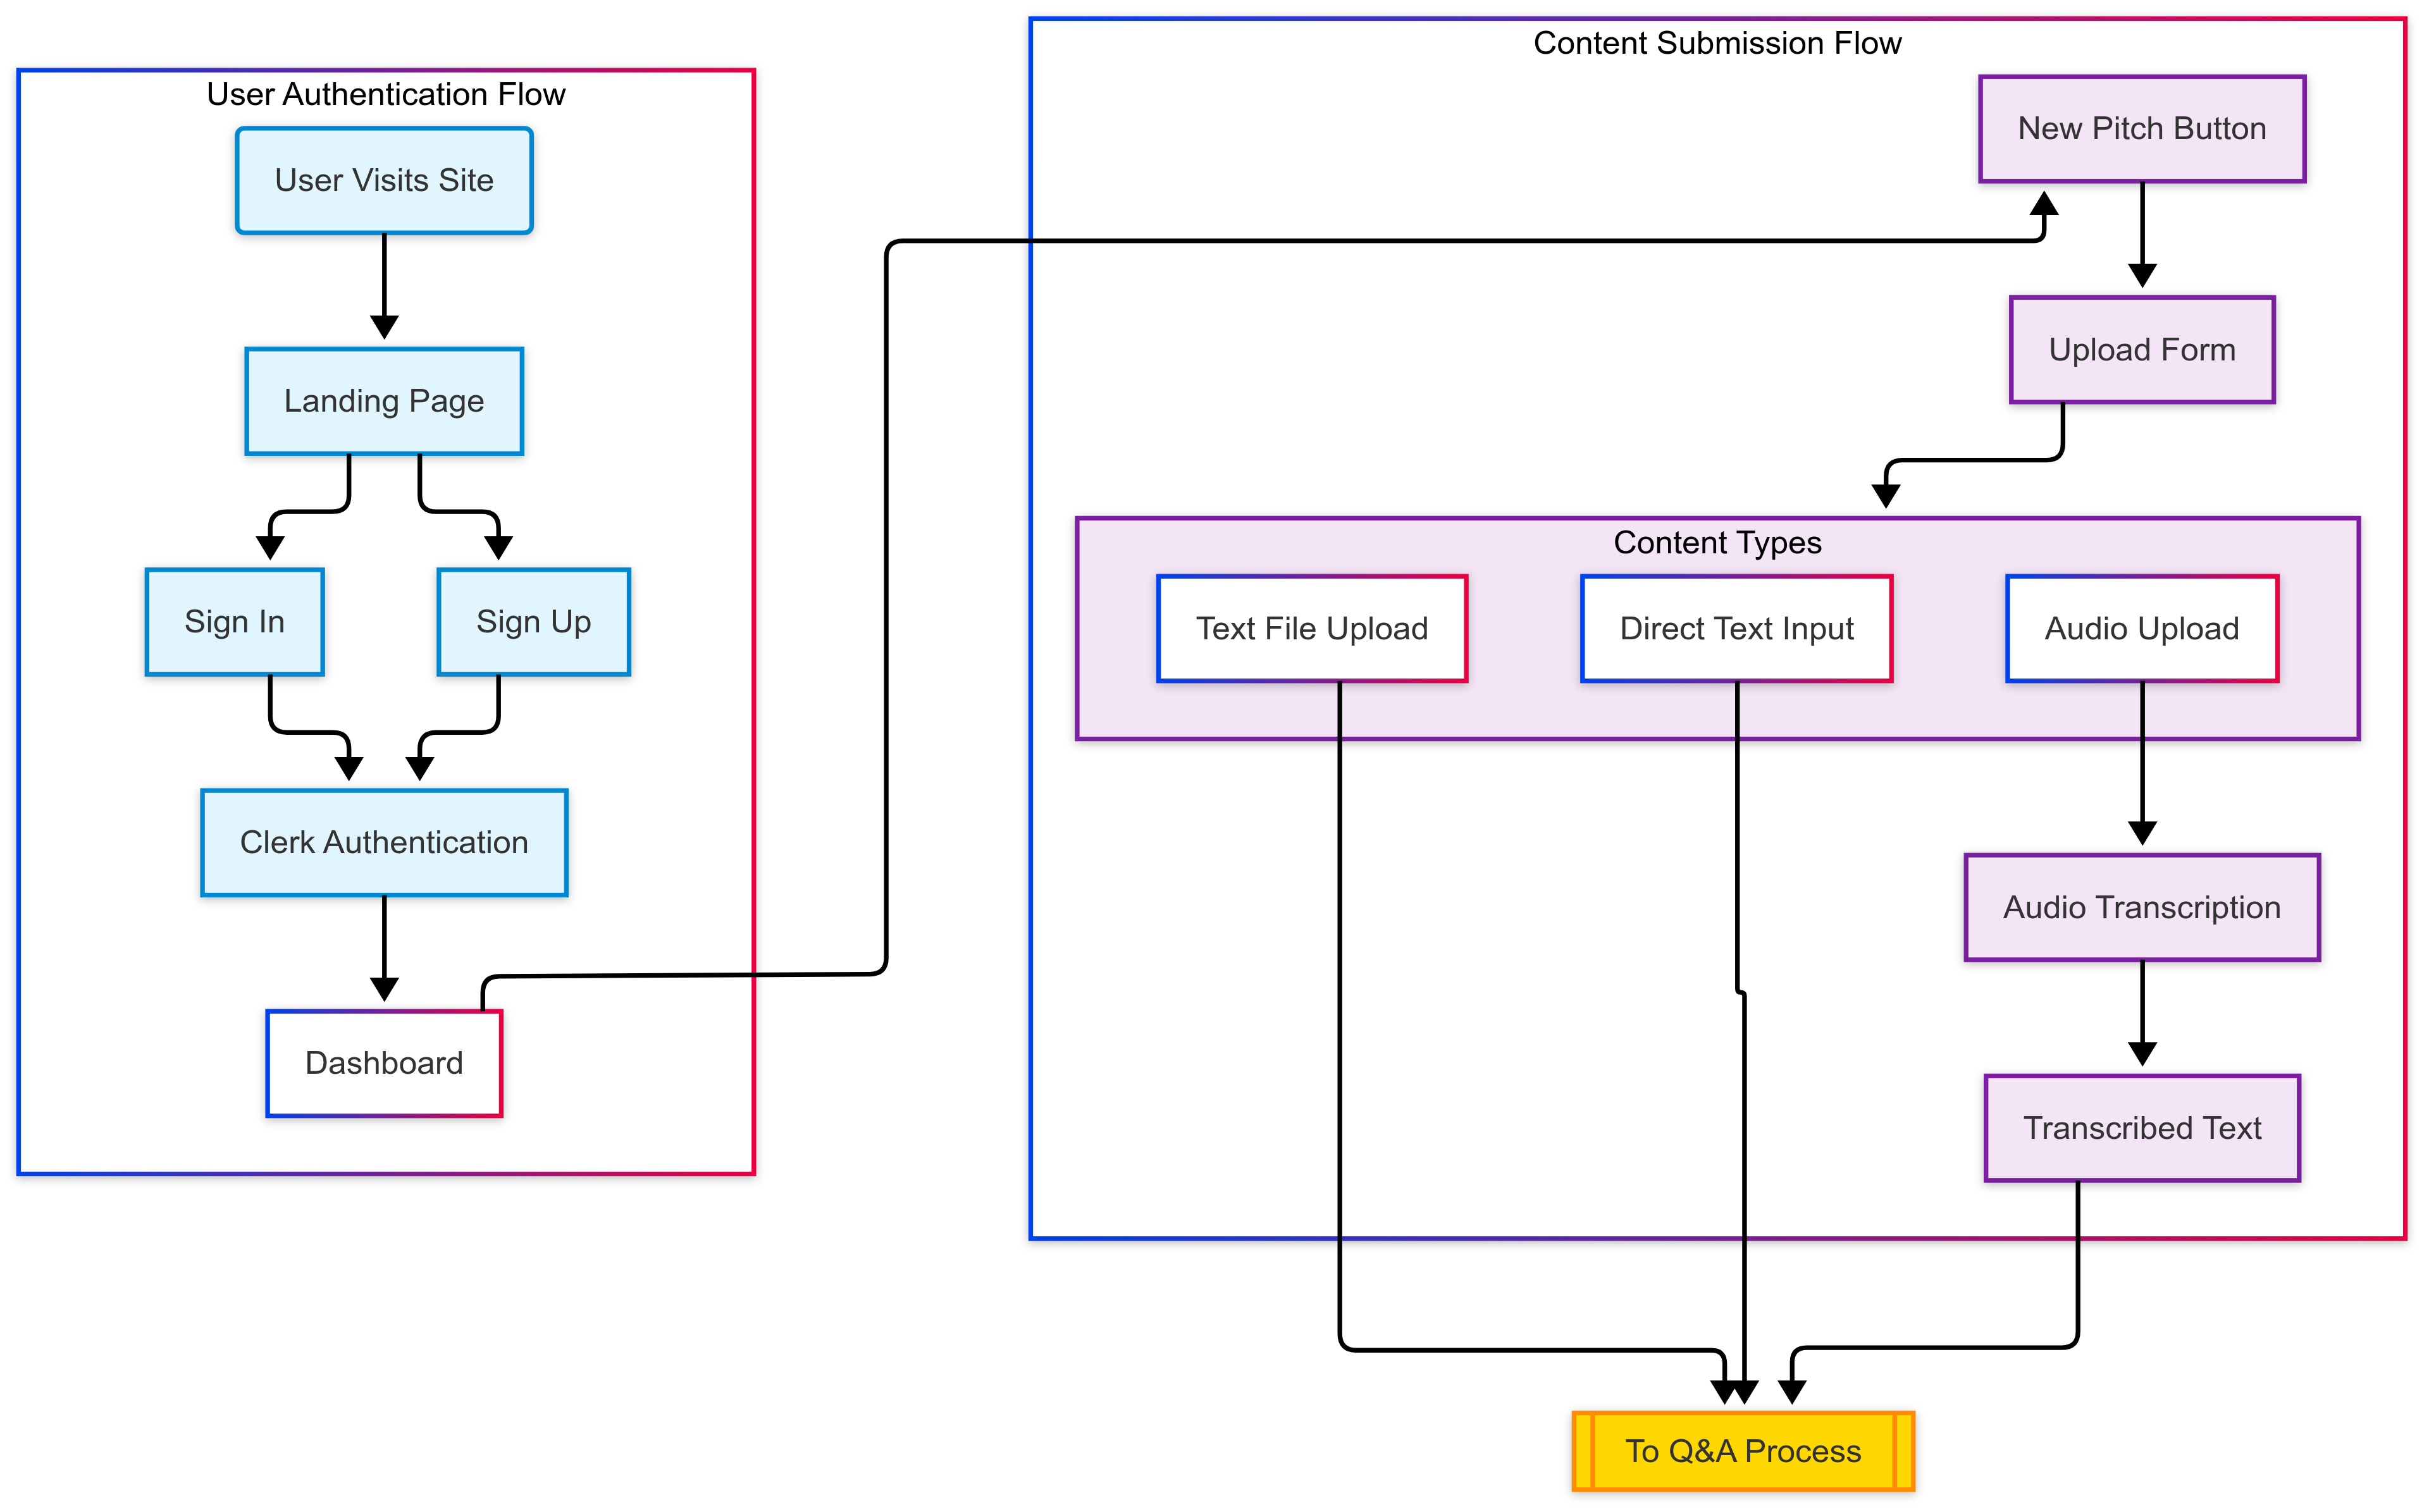 User Authentication Flow
User Visits Site
Landing Page
Sign In
Sign Up
Clerk Authentication
Dashboard
Content Submission Flow
New Pitch Button
Upload Form
Content Types
Text File Upload
Direct Text Input
Audio Upload
Audio Transcription
Transcribed Text
To Q&A Process